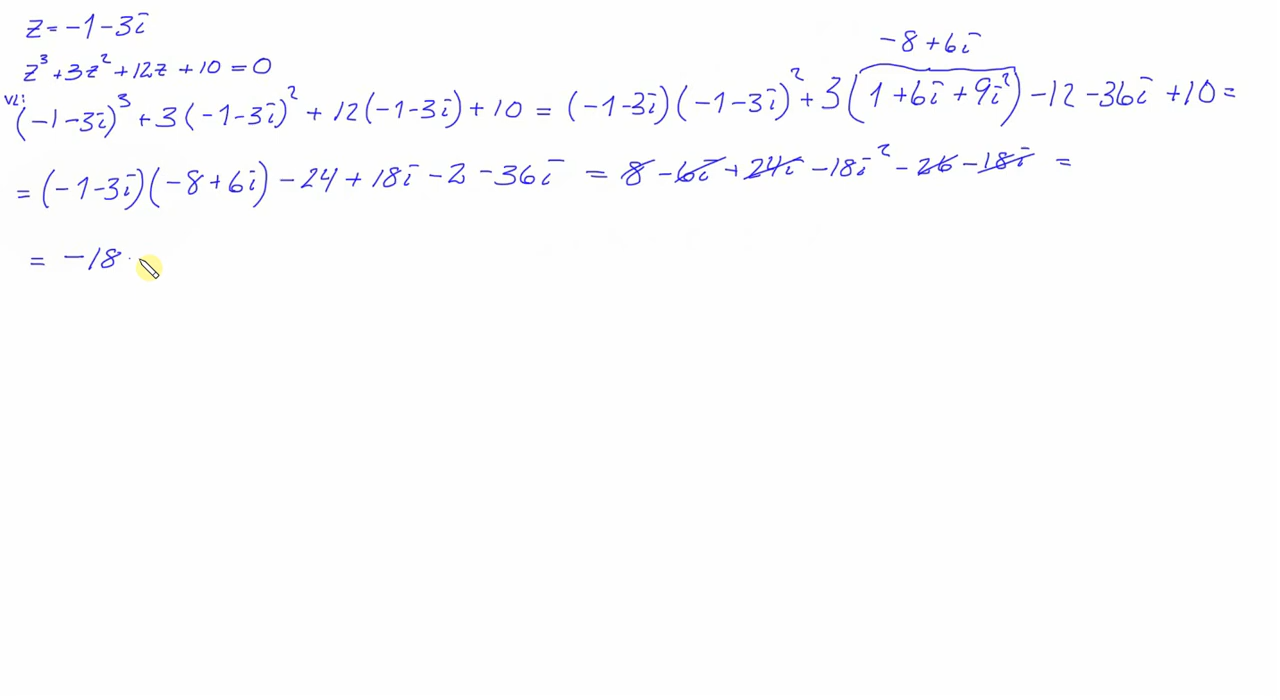 z = -1 - 3i
z³ + 3z² + 12z + 10 = 0
-8 + 6i
VL:
(-1 - 3i)³ + 3(-1 - 3i)² + 12(-1 - 3i) + 10 = (-1 - 3i)(-1 - 3i)² + 3(1 + 6i + 9i²) - 12 - 36i + 10 =
= (-1 - 3i)(-8 + 6i) - 24 + 18i - 2 - 36i = 8 - 6i + 24i - 18i² - 26 - 18i =
= -18